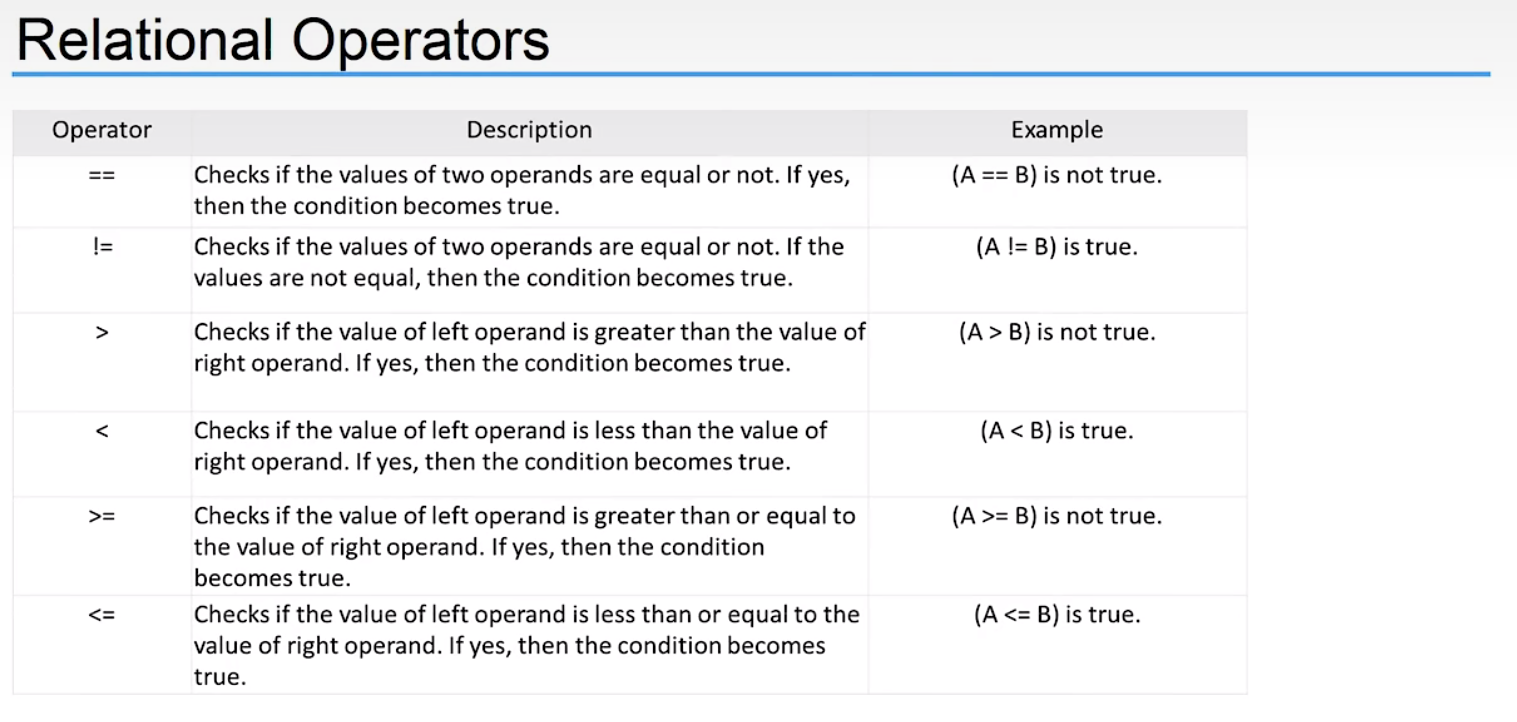 Relational Operators
Operator Description Example
== Checks if the values of two operands are equal or not. If yes, (A == B) is not true.
then the condition becomes true.
!= Checks if the values of two operands are equal or not. If the (A != B) is true.
values are not equal, then the condition becomes true.
> Checks if the value of left operand is greater than the value of (A > B) is not true.
right operand. If yes, then the condition becomes true.
< Checks if the value of left operand is less than the value of (A < B) is true.
right operand. If yes, then the condition becomes true.
>= Checks if the value of left operand is greater than or equal to (A >= B) is not true.
the value of right operand. If yes, then the condition
becomes true.
<= Checks if the value of left operand is less than or equal to the (A <= B) is true.
value of right operand. If yes, then the condition becomes
true.